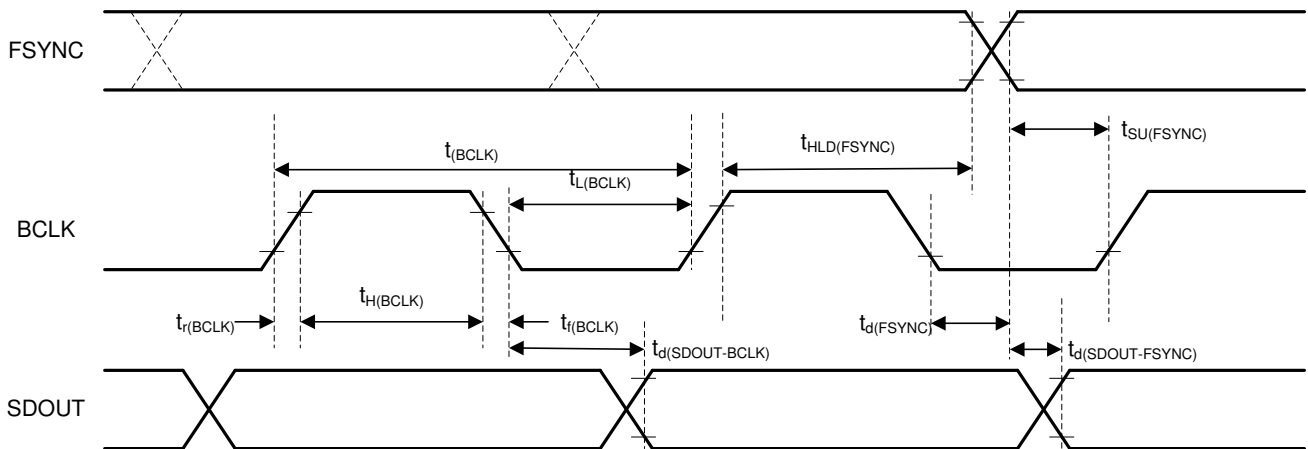 FSYNC
tSU(FSYNC)
tHLD(FSYNC)
t(BCLK)
tL(BCLK)
BCLK
tH(BCLK)
tr(BCLK)
tf(BCLK)
td(FSYNC)
td(SDOUT-BCLK)
td(SDOUT-FSYNC)
SDOUT